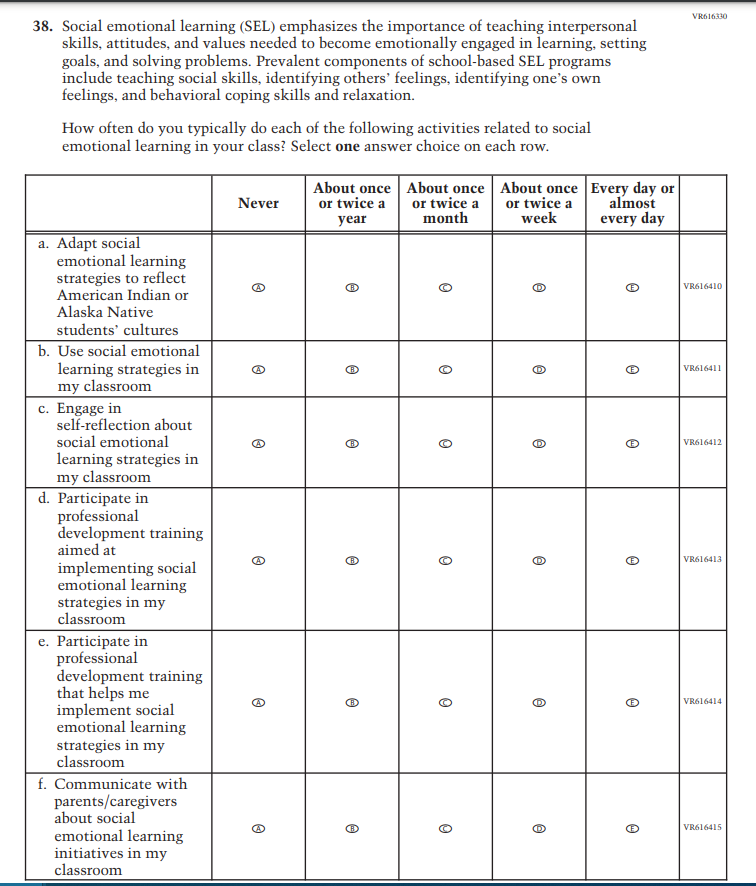 VR616330
38. Social emotional learning (SEL) emphasizes the importance of teaching interpersonal
skills, attitudes, and values needed to become emotionally engaged in learning, setting
goals, and solving problems. Prevalent components of school-based SEL programs
include teaching social skills, identifying others’ feelings, identifying one’s own
feelings, and behavioral coping skills and relaxation.
How often do you typically do each of the following activities related to social
emotional learning in your class? Select one answer choice on each row.
Never
About once
or twice a
year
About once
or twice a
month
About once
or twice a
week
Every day or
almost
every day
a. Adapt social
emotional learning
strategies to reflect
American Indian or
Alaska Native
students’ cultures
A B C D E VR616410
b. Use social emotional
learning strategies in
my classroom
A B C D E VR616411
c. Engage in
self-reflection about
social emotional
learning strategies in
my classroom
A B C D E VR616412
d. Participate in
professional
development training
aimed at
implementing social
emotional learning
strategies in my
classroom
A B C D E VR616413
e. Participate in
professional
development training
that helps me
implement social
emotional learning
strategies in my
classroom
A B C D E VR616414
f. Communicate with
parents/caregivers
about social
emotional learning
initiatives in my
classroom
A B C D E VR616415